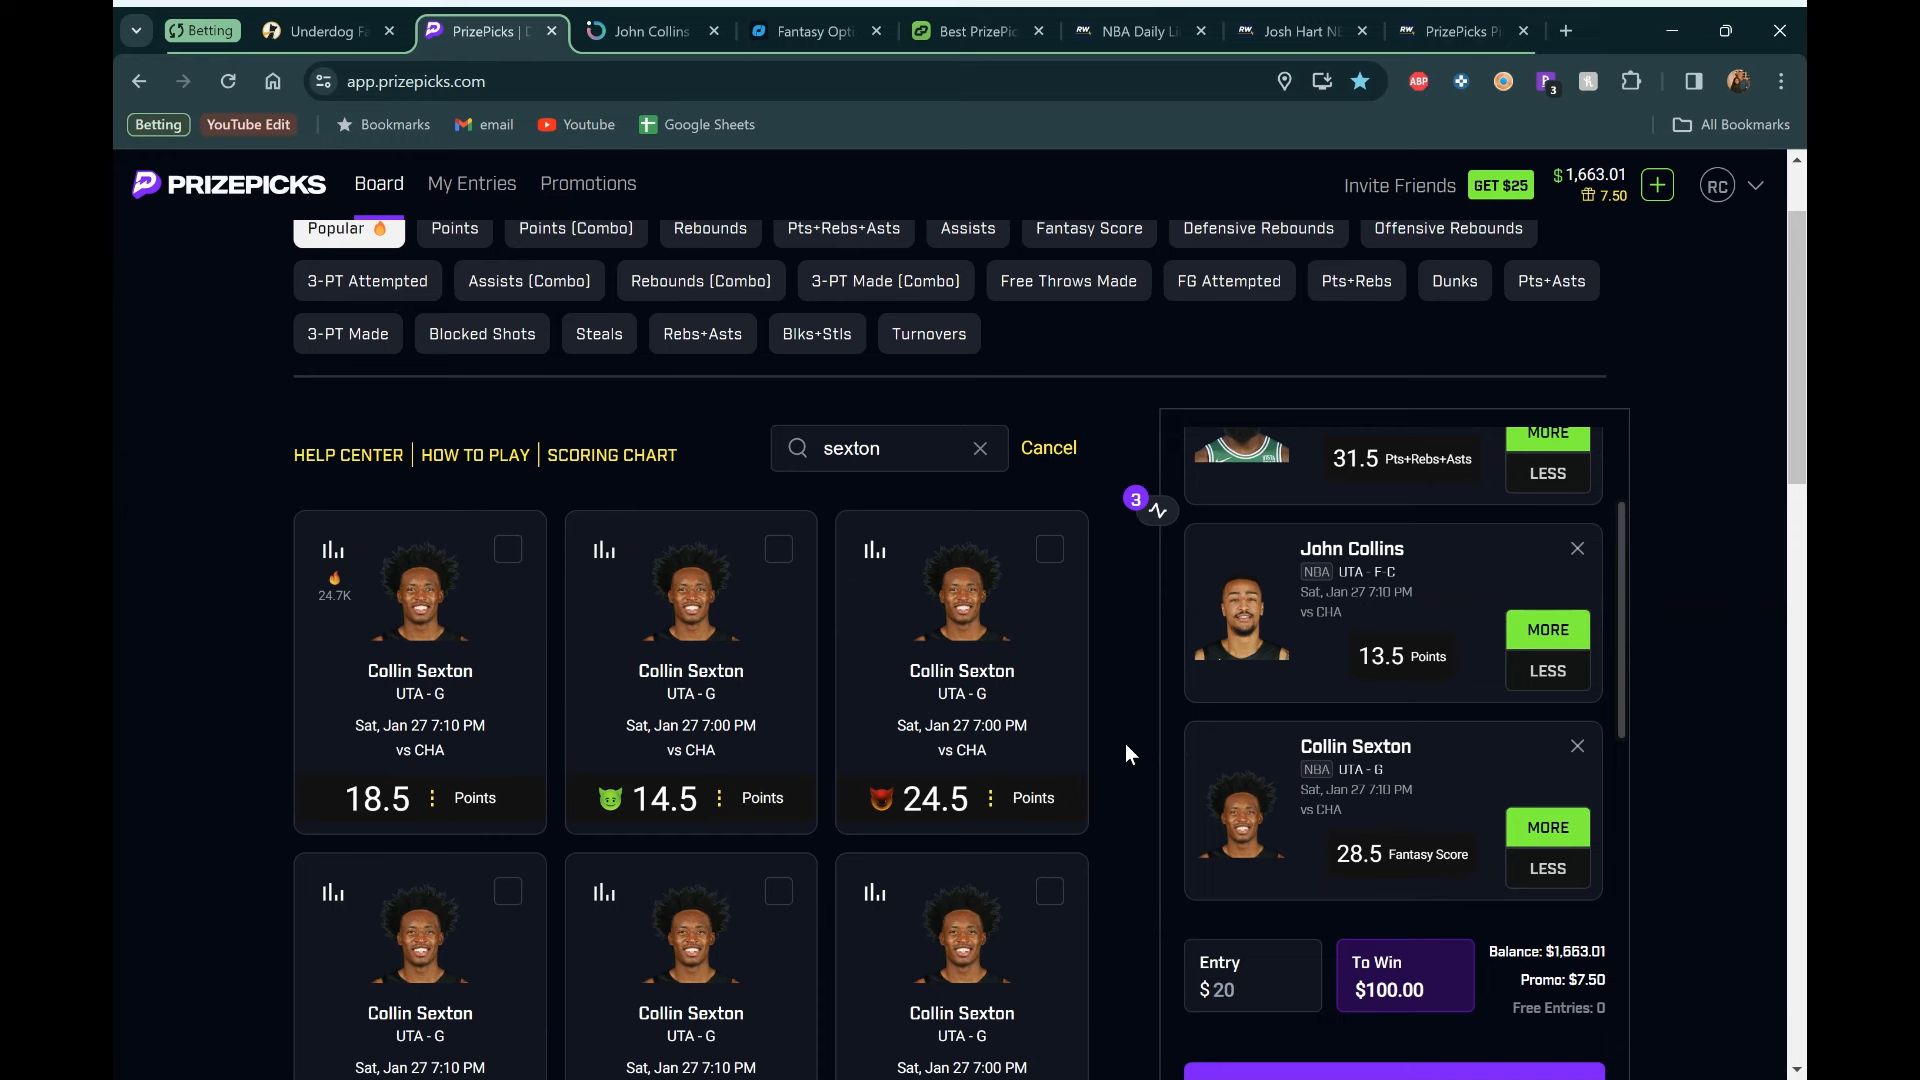 Betting
Underdog Fa
PrizePicks | D
John Collins
Fantasy Opti
Best PrizePic
NBA Daily Li
Josh Hart NB
PrizePicks Pi
app.prizepicks.com
ABP
3
Betting
YouTube Edit
Bookmarks
email
Youtube
Google Sheets
All Bookmarks
PRIZEPICKS
Board
My Entries
Promotions
Invite Friends
GET $25
$ 1,663.01
7.50
RC
Popular
Points
Points (Combo)
Rebounds
Pts+Rebs+Asts
Assists
Fantasy Score
Defensive Rebounds
Offensive Rebounds
3-PT Attempted
Assists (Combo)
Rebounds (Combo)
3-PT Made (Combo)
Free Throws Made
FG Attempted
Pts+Rebs
Dunks
Pts+Asts
3-PT Made
Blocked Shots
Steals
Rebs+Asts
Blks+Stls
Turnovers
HELP CENTER | HOW TO PLAY | SCORING CHART
sexton
Cancel
24.7K
Collin Sexton
UTA - G
Sat, Jan 27 7:10 PM
vs CHA
18.5
Points
Collin Sexton
UTA - G
Sat, Jan 27 7:00 PM
vs CHA
14.5
Points
Collin Sexton
UTA - G
Sat, Jan 27 7:00 PM
vs CHA
24.5
Points
Collin Sexton
UTA - G
Sat, Jan 27 7:10 PM
Collin Sexton
UTA - G
Sat, Jan 27 7:10 PM
Collin Sexton
UTA - G
Sat, Jan 27 7:00 PM
3
31.5 Pts+Rebs+Asts
MORE
LESS
John Collins
NBA UTA - F-C
Sat, Jan 27 7:10 PM
vs CHA
13.5 Points
MORE
LESS
Collin Sexton
NBA UTA - G
Sat, Jan 27 7:10 PM
vs CHA
28.5 Fantasy Score
MORE
LESS
Entry
$ 20
To Win
$100.00
Balance: $1,663.01
Promo: $7.50
Free Entries: 0